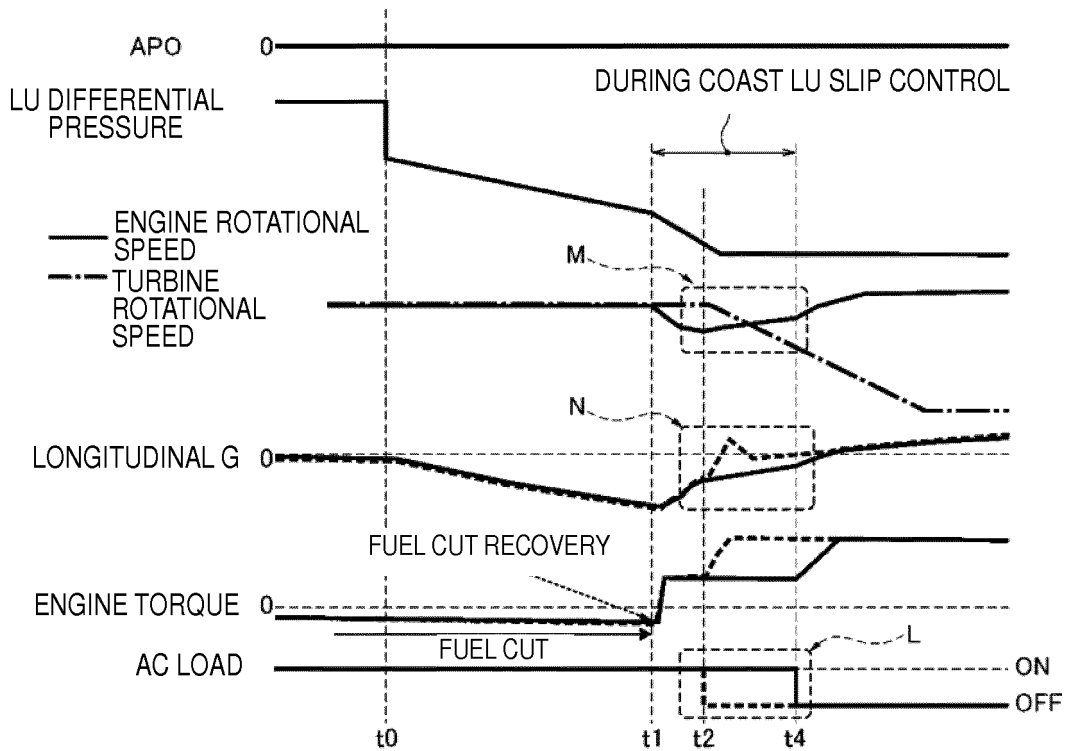 APO 0
DURING COAST LU SLIP CONTROL
LU DIFFERENTIAL
PRESSURE
ENGINE ROTATIONAL
SPEED
TURBINE
ROTATIONAL
SPEED
M
N
LONGITUDINAL G 0
FUEL CUT RECOVERY
ENGINE TORQUE 0
FUEL CUT
L
AC LOAD
ON
OFF
t0 t1 t2 t4